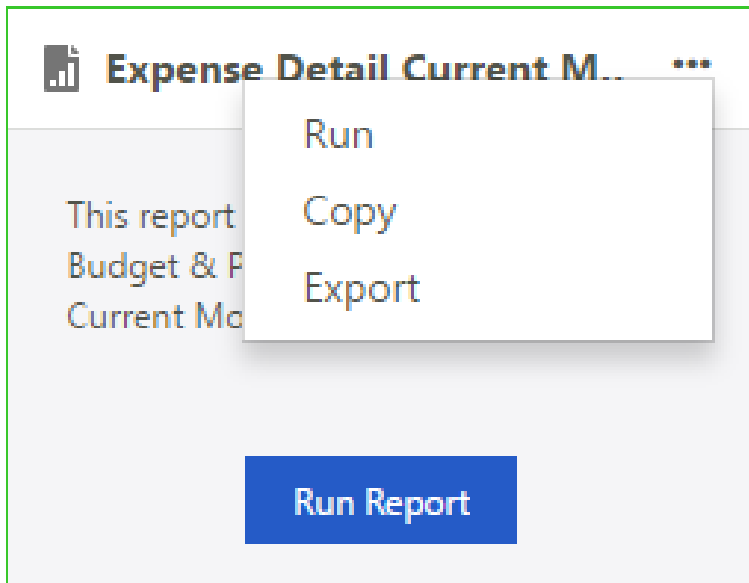 Expense Detail Current M..
Run
Copy
Export
This report
Budget &
Current
Run Report